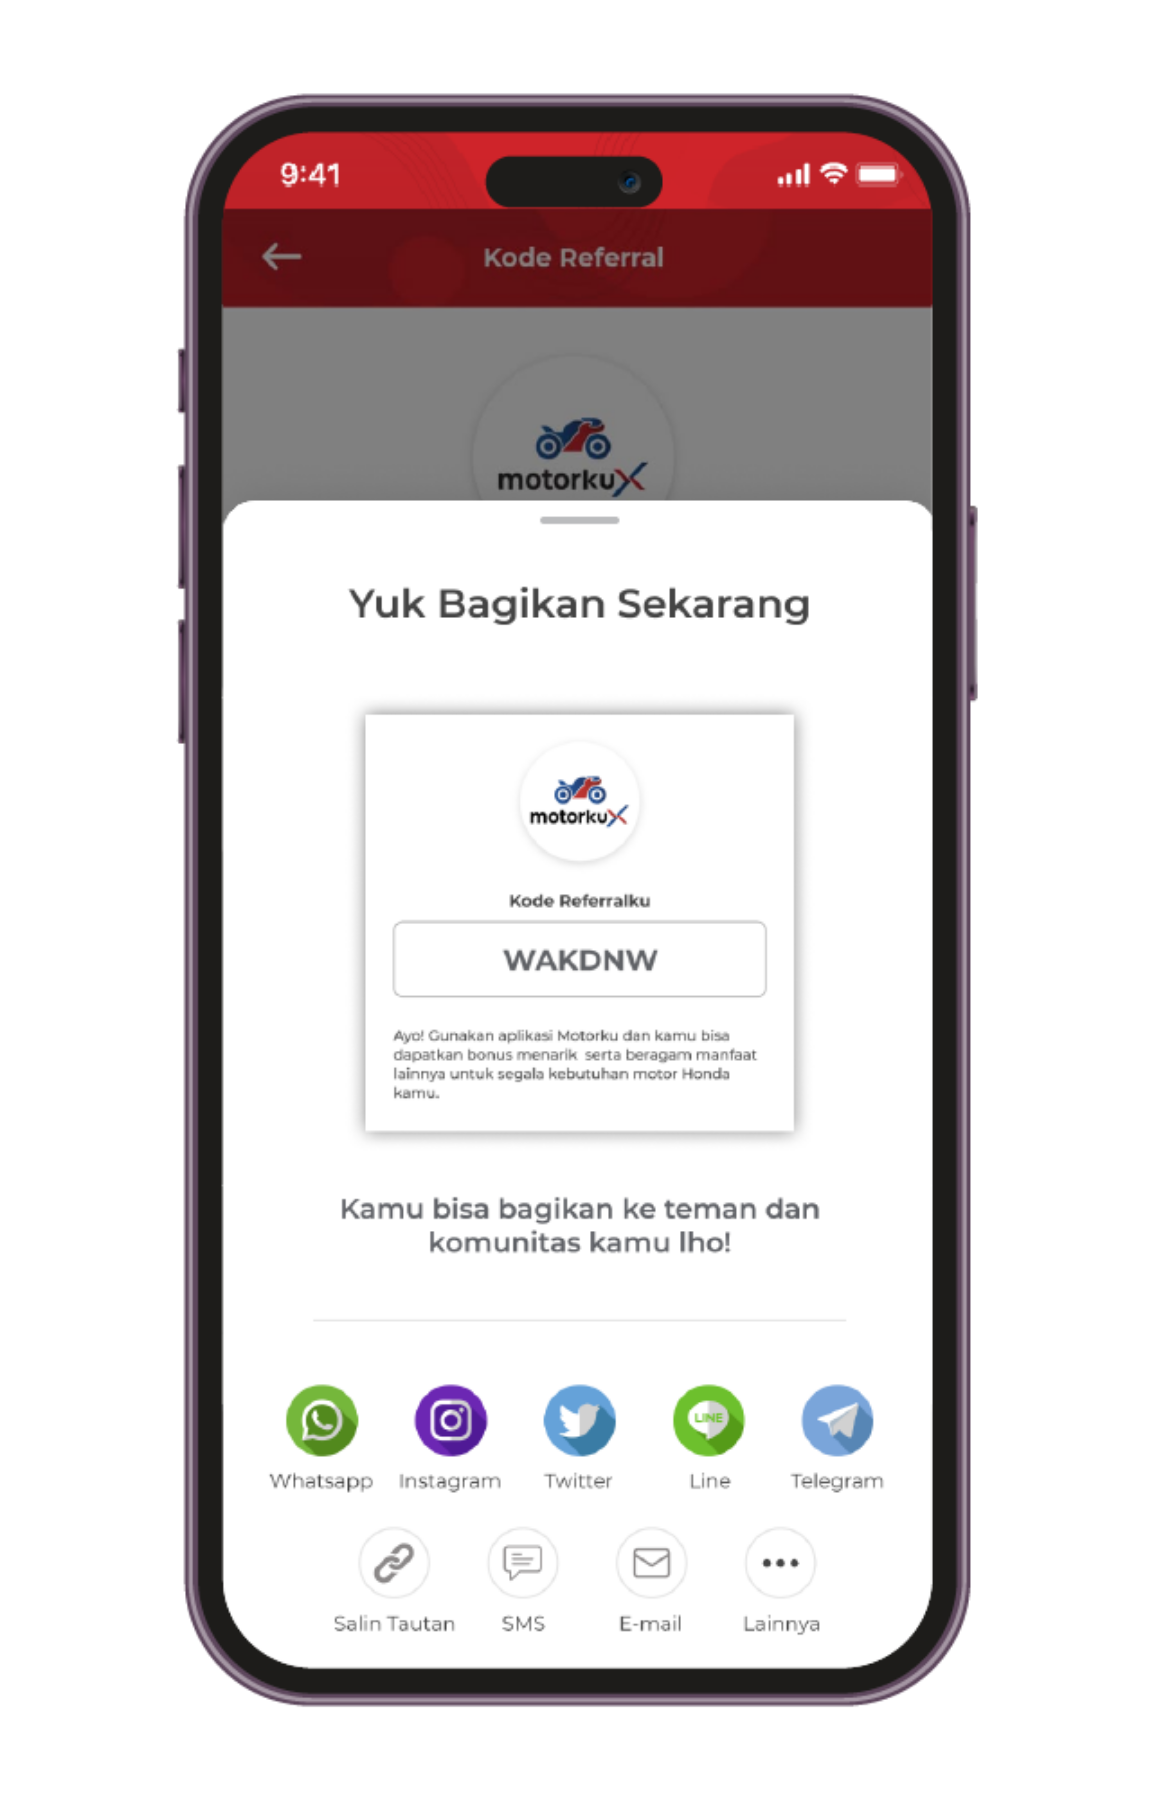 9:41
Kode Referral
motorkuX
Yuk Bagikan Sekarang
motorkuX
Kode Referralku
WAKDNW
Ayo! Gunakan aplikasi Motorku dan kamu bisa
dapatkan bonus menarik serta beragam manfaat
lainnya untuk segala kebutuhan motor Honda
kamu.
Kamu bisa bagikan ke teman dan
komunitas kamu lho!
LINE
Whatsapp Instagram Twitter Line Telegram
Salin Tautan SMS E-mail Lainnya